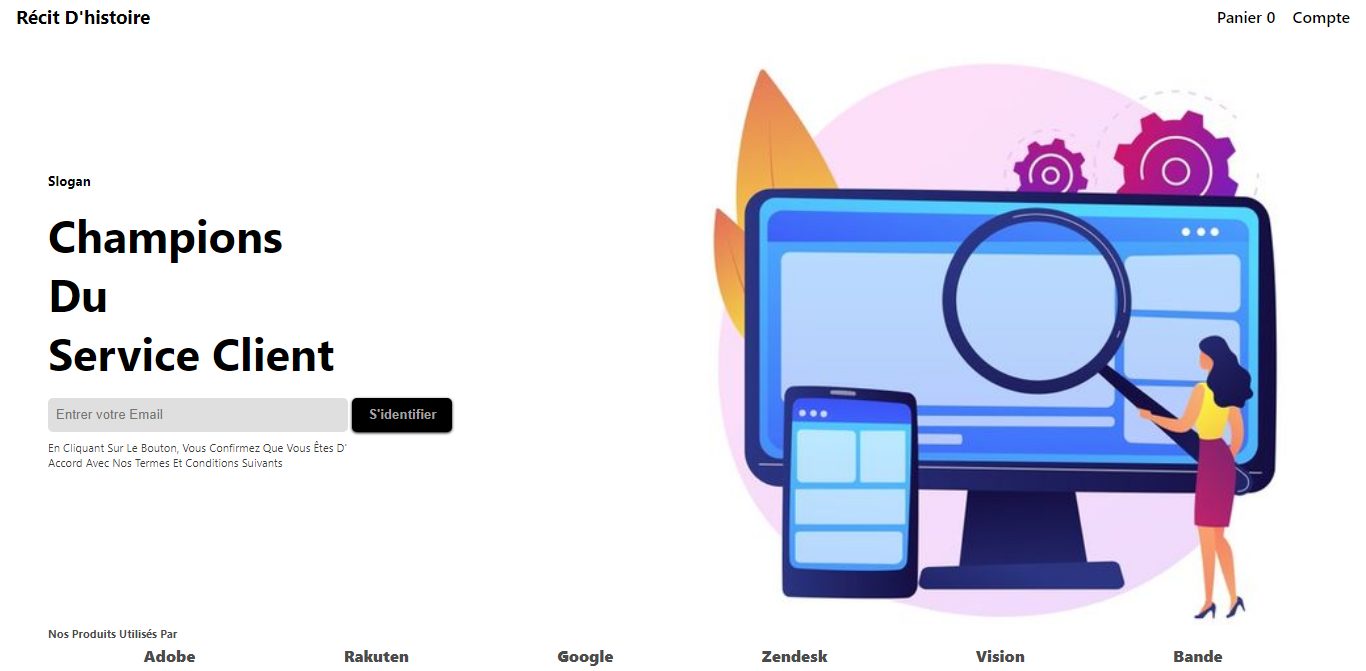 Récit D'histoire
Panier 0 Compte
Slogan
Champions
Du
Service Client
Entrer votre Email S'identifier
En Cliquant Sur Le Bouton, Vous Confirmez Que Vous Êtes D'
Accord Avec Nos Termes Et Conditions Suivants
Nos Produits Utilisés Par
Adobe Rakuten Google Zendesk Vision Bande